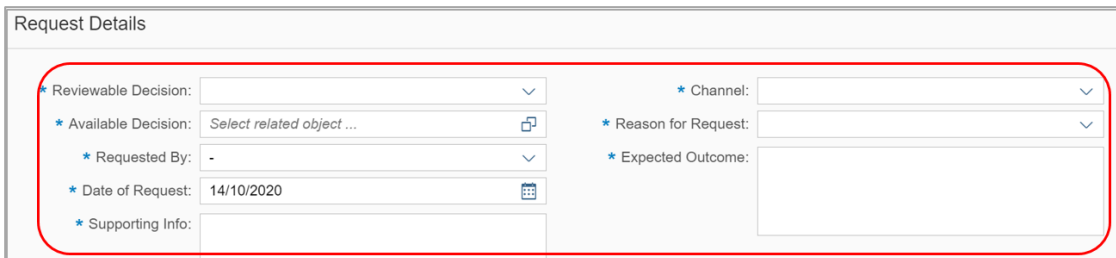 Request Details
* Reviewable Decision:
* Available Decision: Select related object ...
* Requested By: -
* Date of Request: 14/10/2020
* Supporting Info:
* Channel:
* Reason for Request:
* Expected Outcome: